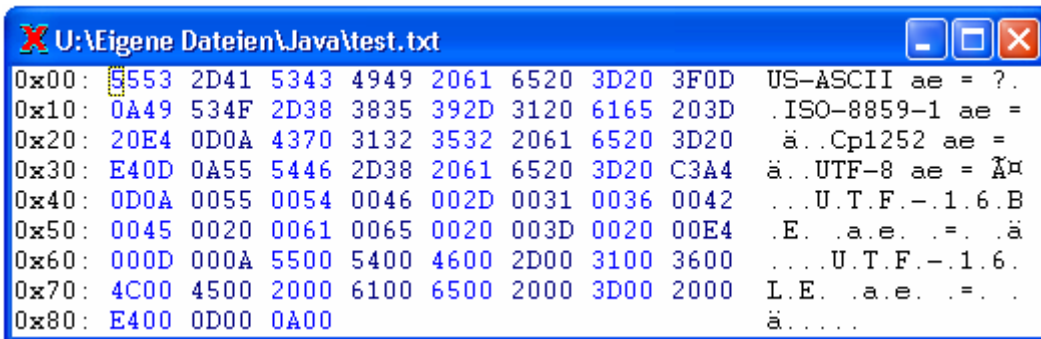 U:\Eigene Dateien\Java\test.txt
0x00: 5553 2D41 5343 4949 2061 6520 3D20 3F0D US-ASCII ae = ?.
0x10: 0A49 534F 2D38 3835 392D 3120 6165 203D .ISO-8859-1 ae =
0x20: 20E4 0D0A 4370 3132 3532 2061 6520 3D20 ä..Cp1252 ae =
0x30: E40D 0A55 5446 2D38 2061 6520 3D20 C3A4 ä..UTF-8 ae = Ã¤
0x40: 0D0A 0055 0054 0046 002D 0031 0036 0042 ...U.T.F.-.1.6.B
0x50: 0045 0020 0061 0065 0020 003D 0020 00E4 .E. .a.e. .=. .ä
0x60: 000D 000A 5500 5400 4600 2D00 3100 3600 ....U.T.F.-.1.6.
0x70: 4C00 4500 2000 6100 6500 2000 3D00 2000 L.E. .a.e. .=. .
0x80: E400 0D00 0A00 ä.....